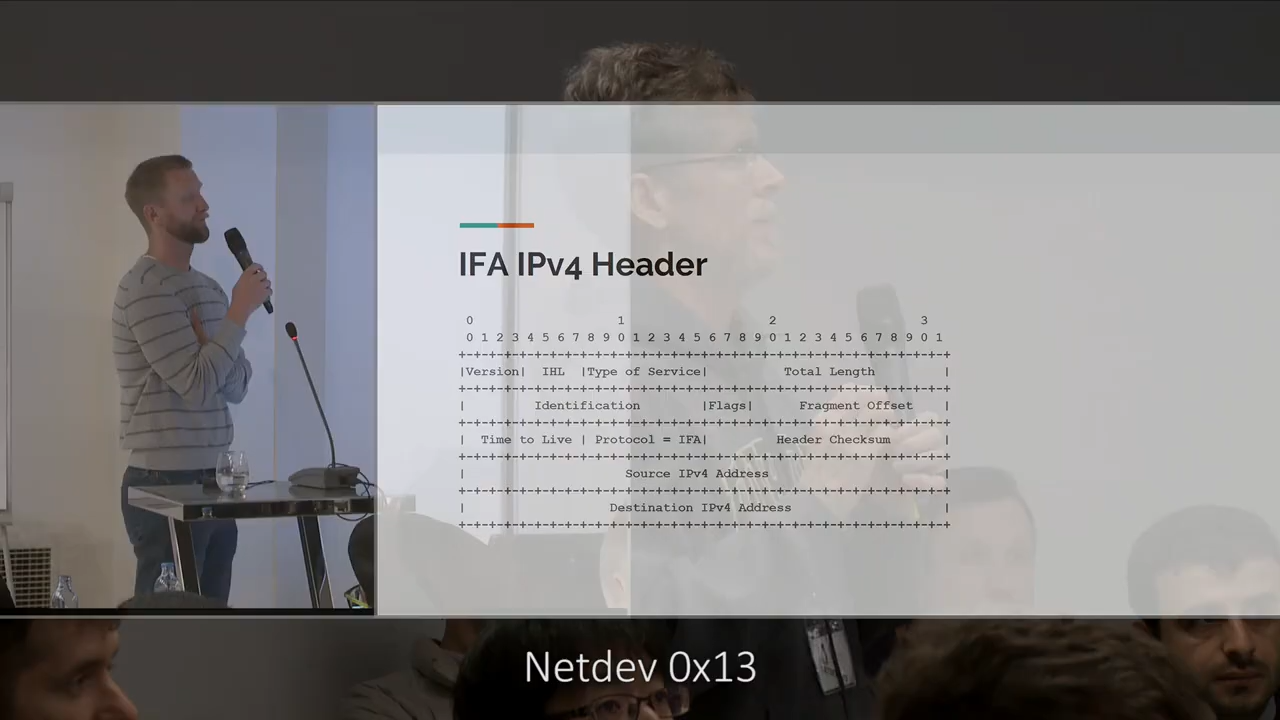 IFA IPv4 Header
0 1 2 3
0 1 2 3 4 5 6 7 8 9 0 1 2 3 4 5 6 7 8 9 0 1 2 3 4 5 6 7 8 9 0 1
+-+-+-+-+-+-+-+-+-+-+-+-+-+-+-+-+-+-+-+-+-+-+-+-+-+-+-+-+-+-+-+-+
|Version| IHL |Type of Service| Total Length |
+-+-+-+-+-+-+-+-+-+-+-+-+-+-+-+-+-+-+-+-+-+-+-+-+-+-+-+-+-+-+-+-+
| Identification |Flags| Fragment Offset |
+-+-+-+-+-+-+-+-+-+-+-+-+-+-+-+-+-+-+-+-+-+-+-+-+-+-+-+-+-+-+-+-+
| Time to Live | Protocol = IFA| Header Checksum |
+-+-+-+-+-+-+-+-+-+-+-+-+-+-+-+-+-+-+-+-+-+-+-+-+-+-+-+-+-+-+-+-+
| Source IPv4 Address |
+-+-+-+-+-+-+-+-+-+-+-+-+-+-+-+-+-+-+-+-+-+-+-+-+-+-+-+-+-+-+-+-+
| Destination IPv4 Address |
+-+-+-+-+-+-+-+-+-+-+-+-+-+-+-+-+-+-+-+-+-+-+-+-+-+-+-+-+-+-+-+-+
Netdev 0x13